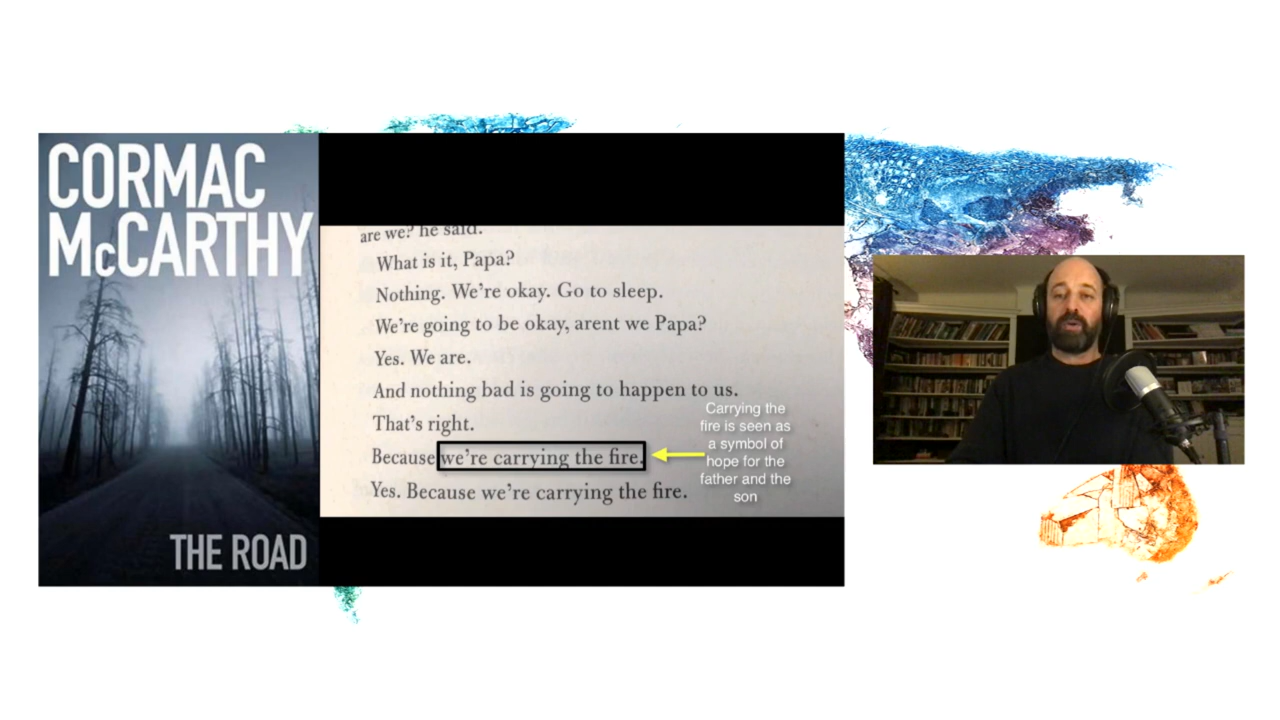 CORMAC
McCARTHY
THE ROAD
are we? he said.
What is it, Papa?
Nothing. We're okay. Go to sleep.
We're going to be okay, arent we Papa?
Yes. We are.
And nothing bad is going to happen to us.
That's right.
Because we're carrying the fire.
Yes. Because we're carrying the fire.
Carrying the
fire is seen as
a symbol of
hope for the
father and the
son